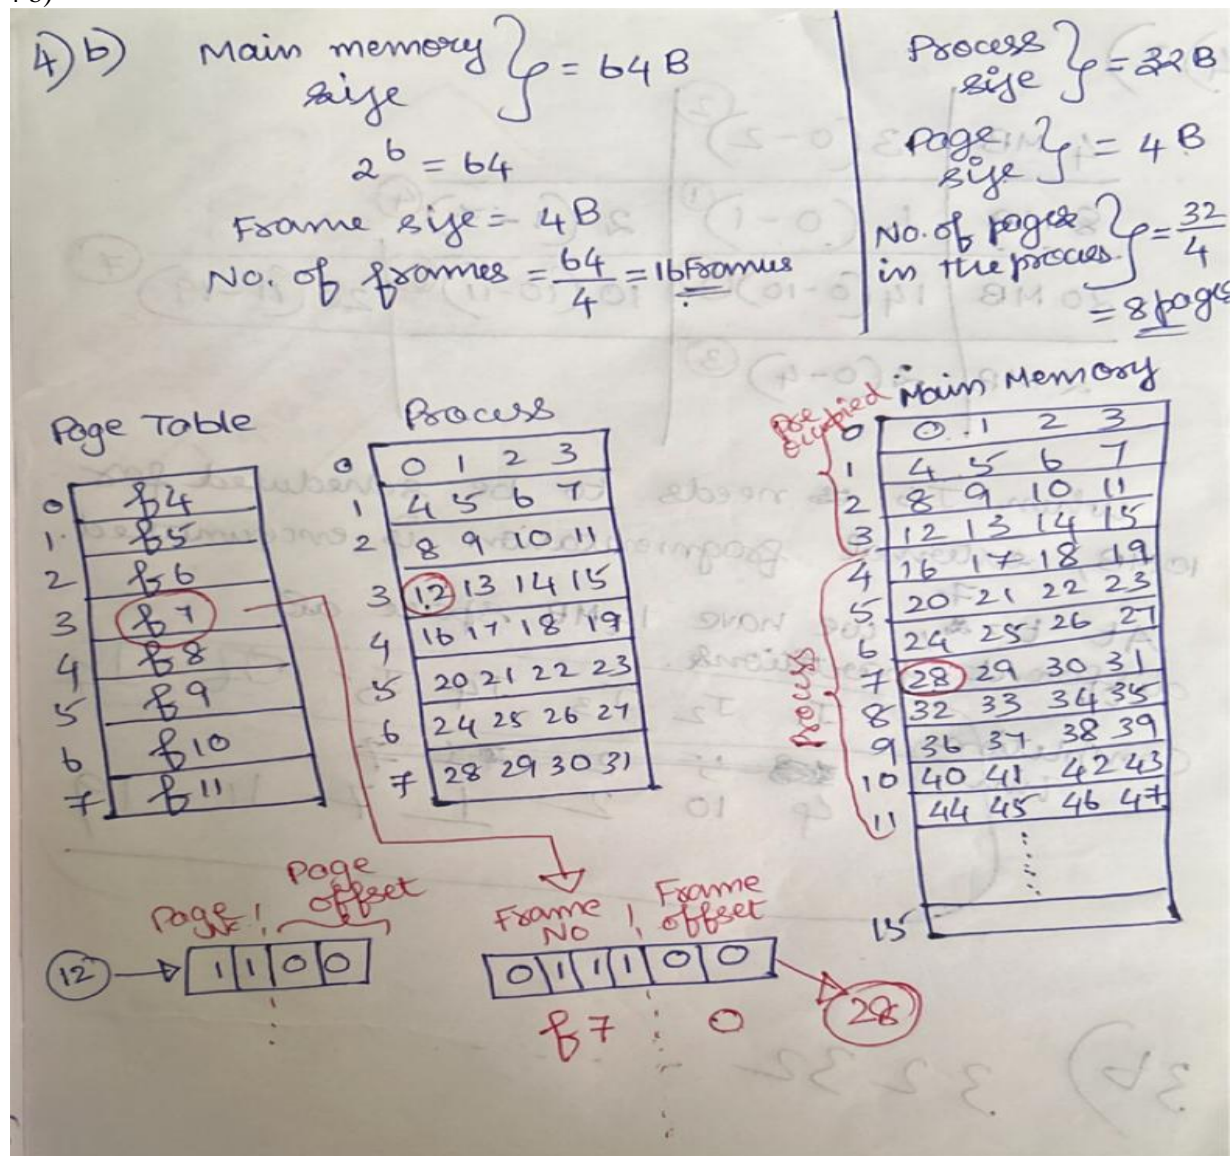 4) b) Main memory size } = 64 B
2^6 = 64
Frame size = 4B
No. of frames = 64/4 = 16 Frames
Process size } = 32 B
Page size } = 4 B
No. of pages in the process } = 32/4
= 8 pages
Page Table
0 f4
1 f5
2 f6
3 f7
4 f8
5 f9
6 f10
7 f11
Process
0 0 1 2 3
1 4 5 6 7
2 8 9 10 11
3 12 13 14 15
4 16 17 18 19
5 20 21 22 23
6 24 25 26 27
7 28 29 30 31
Main Memory
Pre occupied
0 0 1 2 3
1 4 5 6 7
2 8 9 10 11
3 12 13 14 15
Process
4 16 17 18 19
5 20 21 22 23
6 24 25 26 27
7 28 29 30 31
8 32 33 34 35
9 36 37 38 39
10 40 41 42 43
11 44 45 46 47
15
Page No Page offset
12 1 1 0 0
Frame No Frame offset
0 1 1 1 0 0 28
f7 0